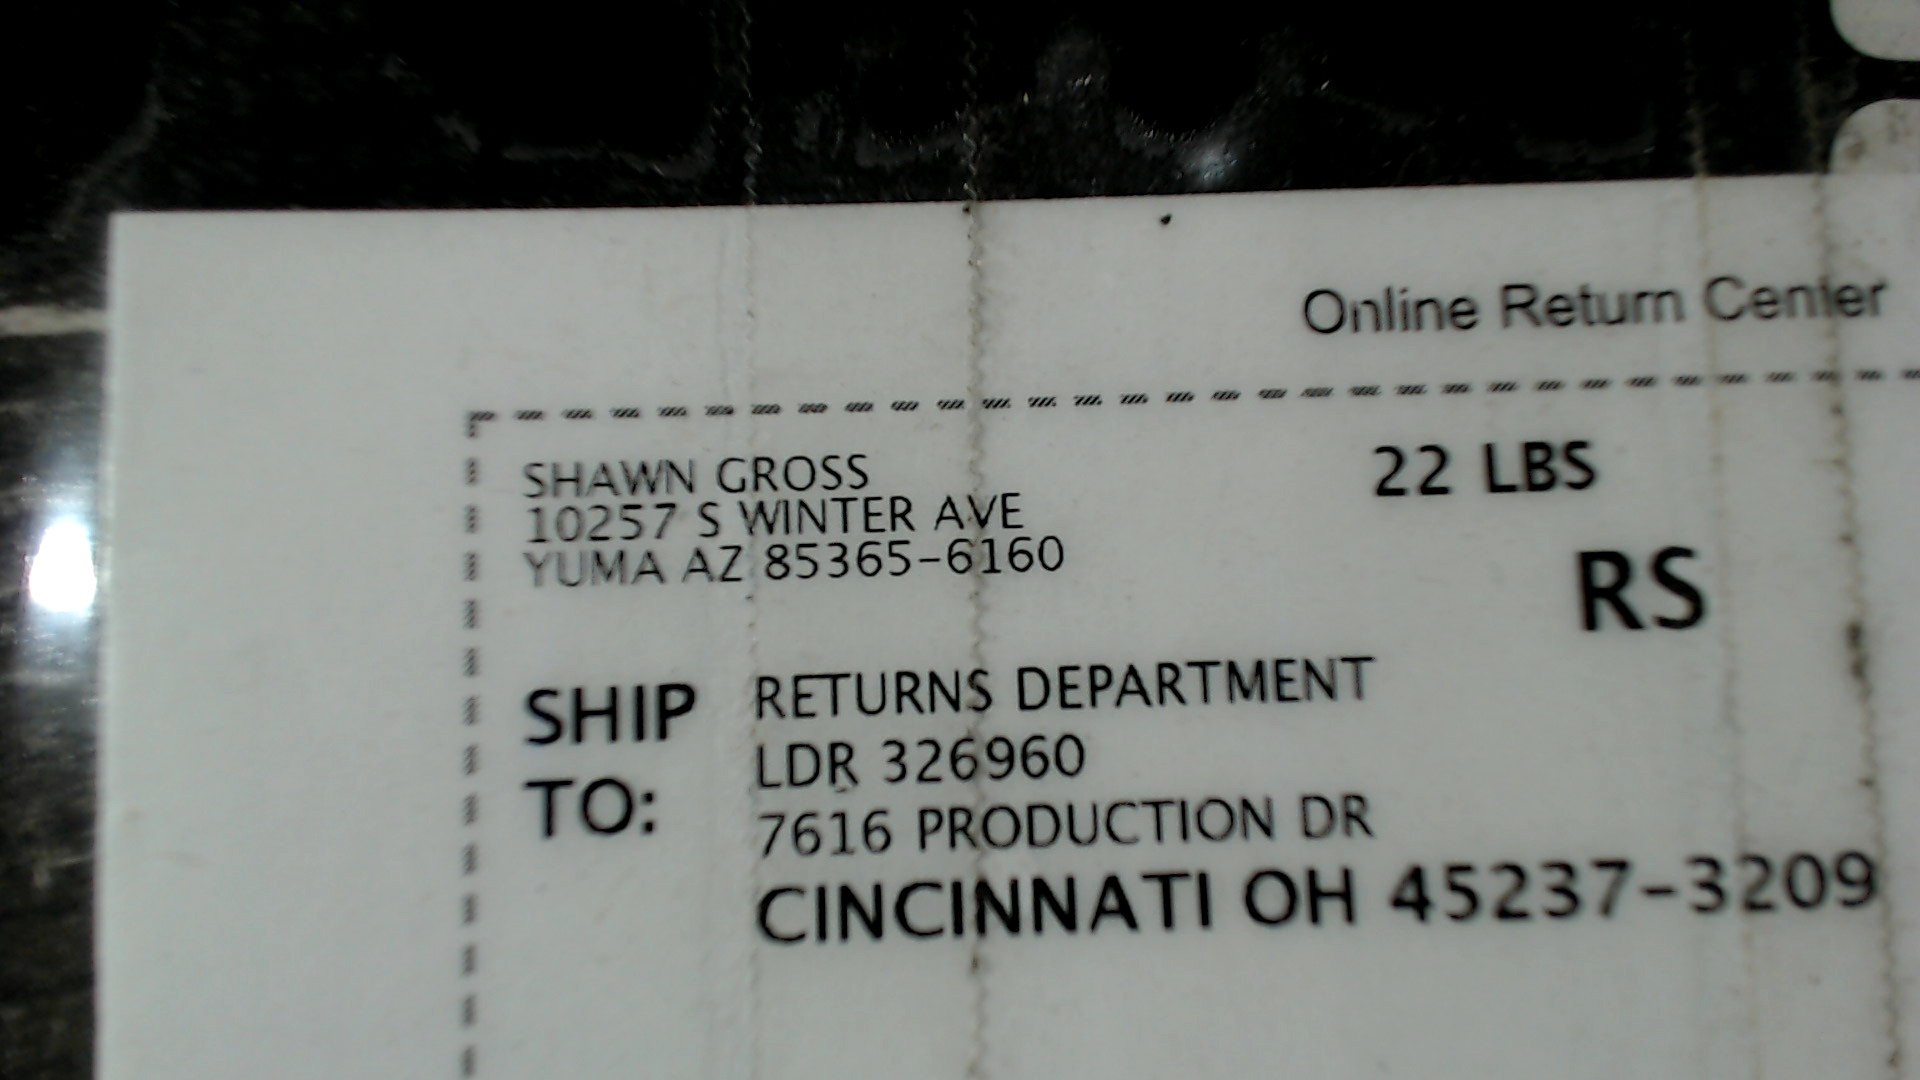 Online Return Center
SHAWN GROSS
10257 S WINTER AVE
YUMA AZ 85365-6160
22 LBS
RS
SHIP TO:
RETURNS DEPARTMENT
LDR 326960
7616 PRODUCTION DR
CINCINNATI OH 45237-3209